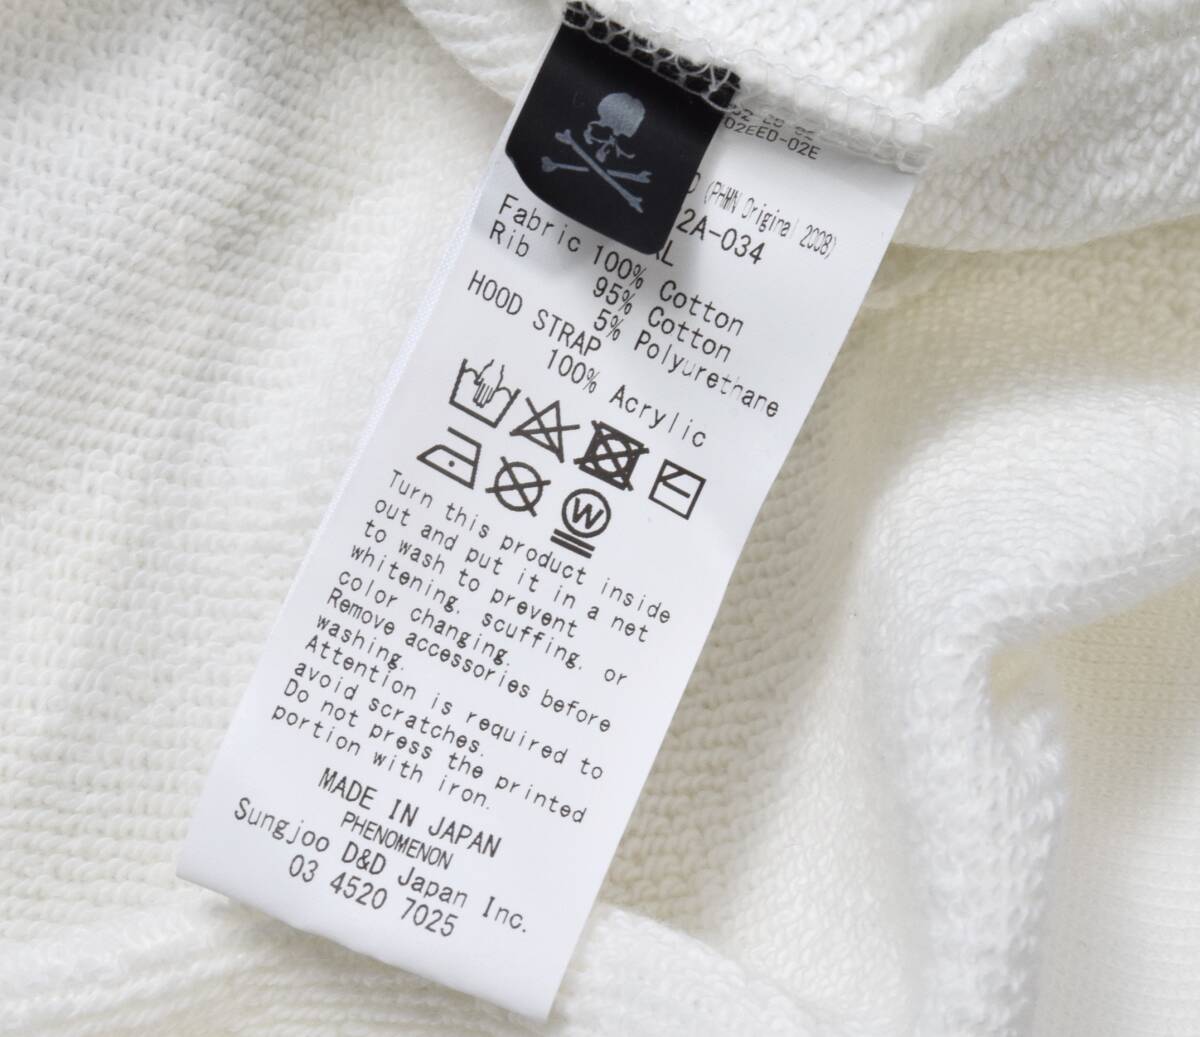 02EED-02E
(PHMN Original 2008)
2A-034
XL
Fabric 100% Cotton
Rib 95% Cotton
5% Polyurethane
HOOD STRAP
100% Acrylic
W
Turn this product inside
out and put it in a net
to wash to prevent
whitening, scuffing, or
color changing.
Remove accessories before
washing.
Attention is required to
avoid scratches.
Do not press the printed
portion with iron.
MADE IN JAPAN
PHENOMENON
Sungjoo D&D Japan Inc.
03 4520 7025